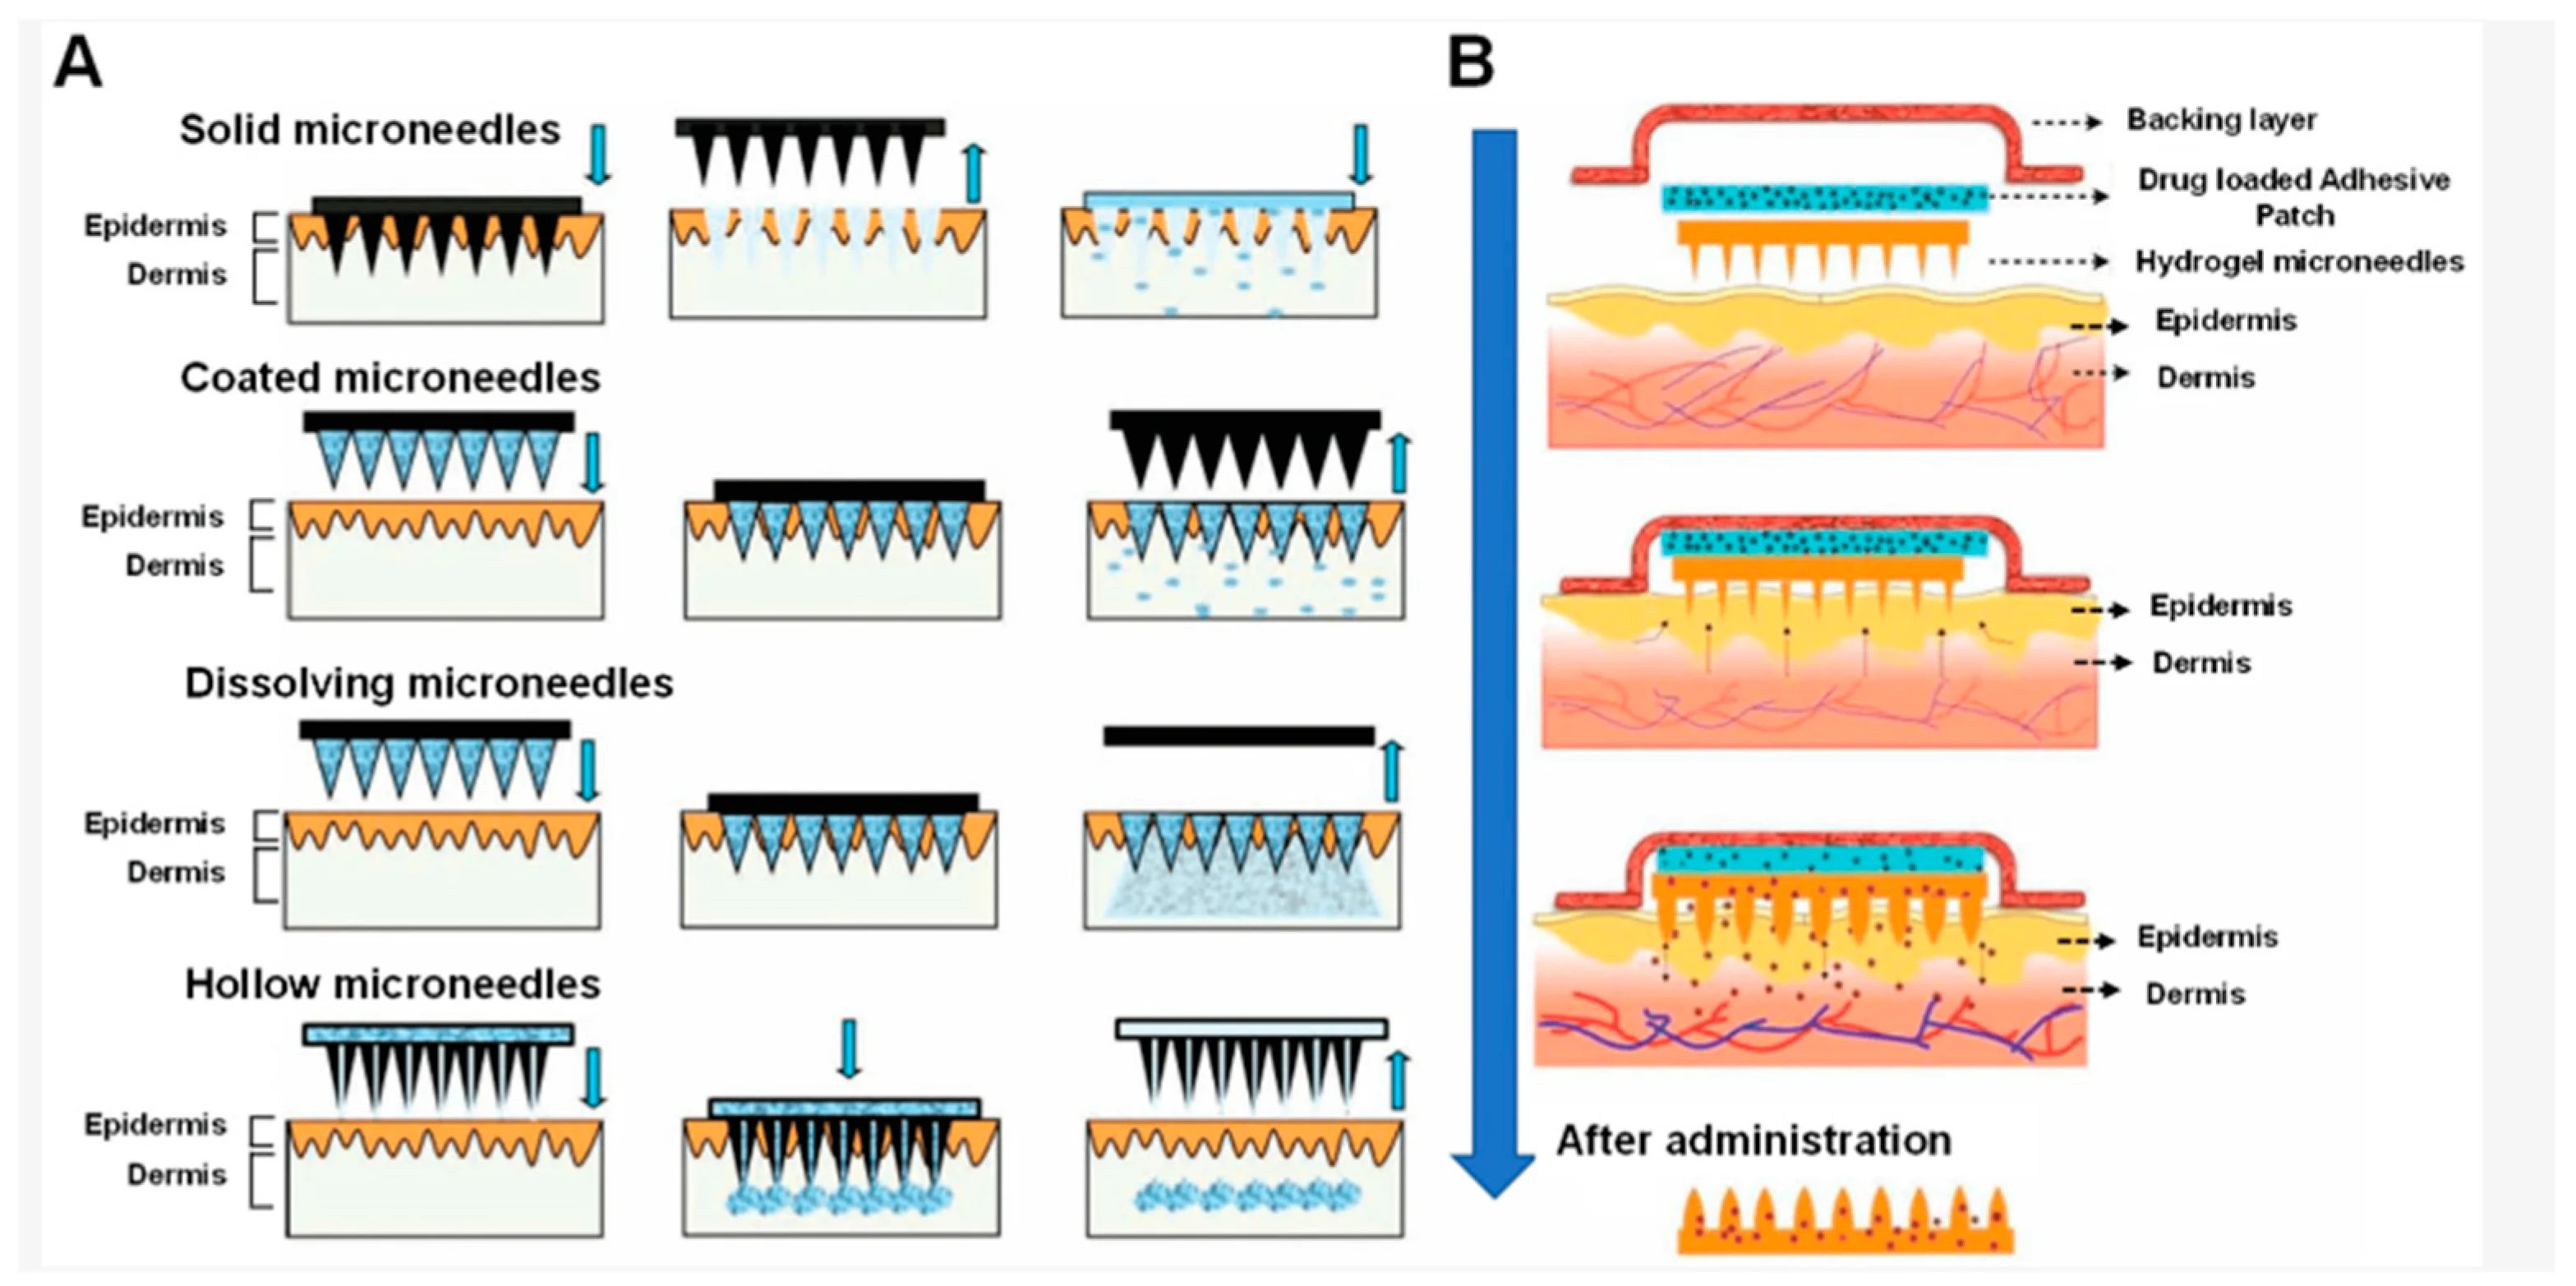 A
Solid microneedles
Epidermis
Dermis
Coated microneedles
Epidermis
Dermis
Dissolving microneedles
Epidermis
Dermis
Hollow microneedles
Epidermis
Dermis
B
Backing layer
Drug loaded Adhesive
Patch
Hydrogel microneedles
Epidermis
Dermis
Epidermis
Dermis
Epidermis
Dermis
After administration